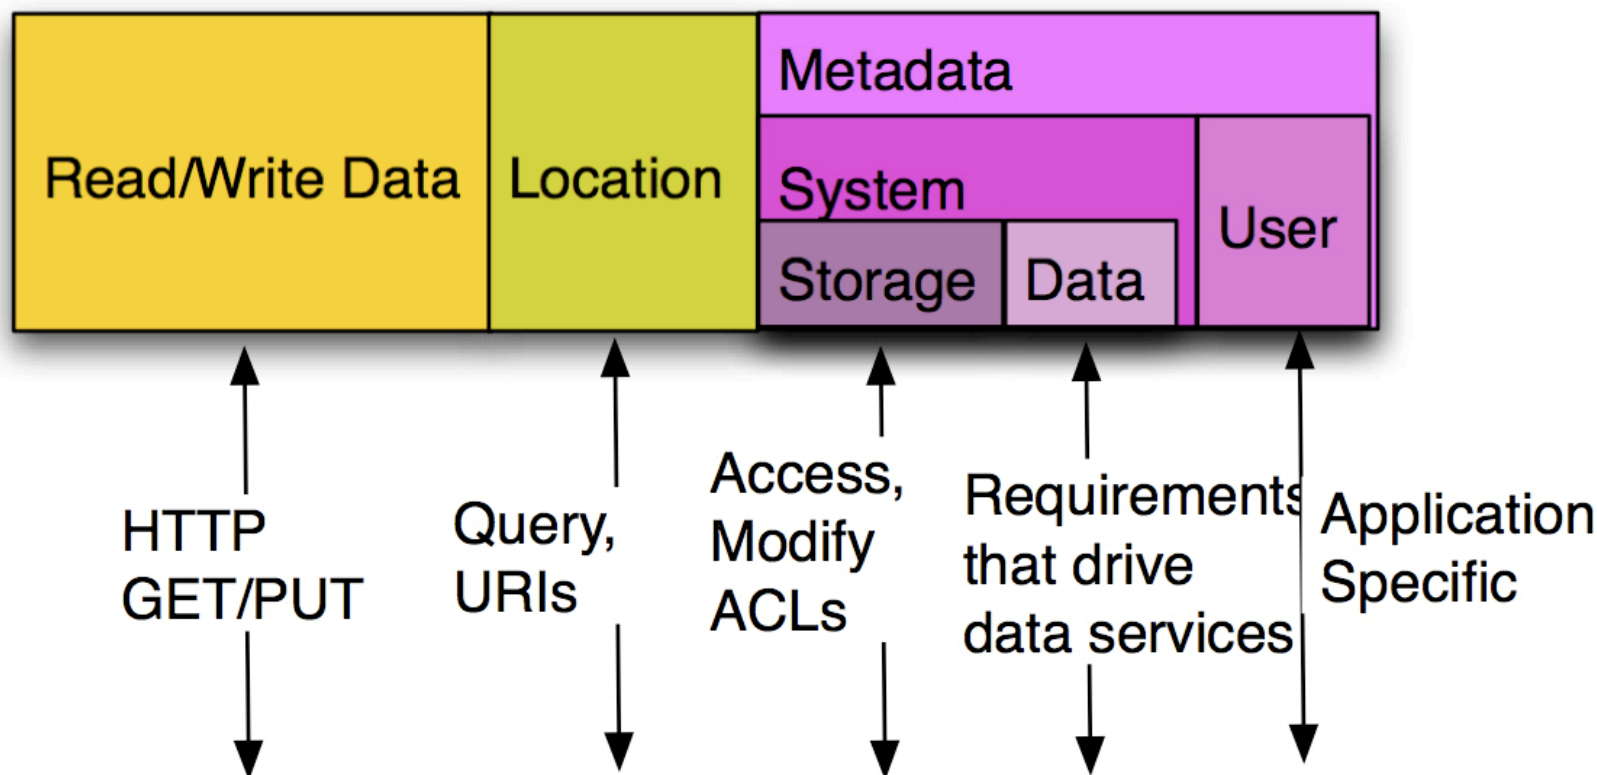 Read/Write Data
Location
Metadata
System
User
Storage
Data
HTTP
GET/PUT
Query,
URIs
Access,
Modify
ACLs
Requirements
that drive
data services
Application
Specific